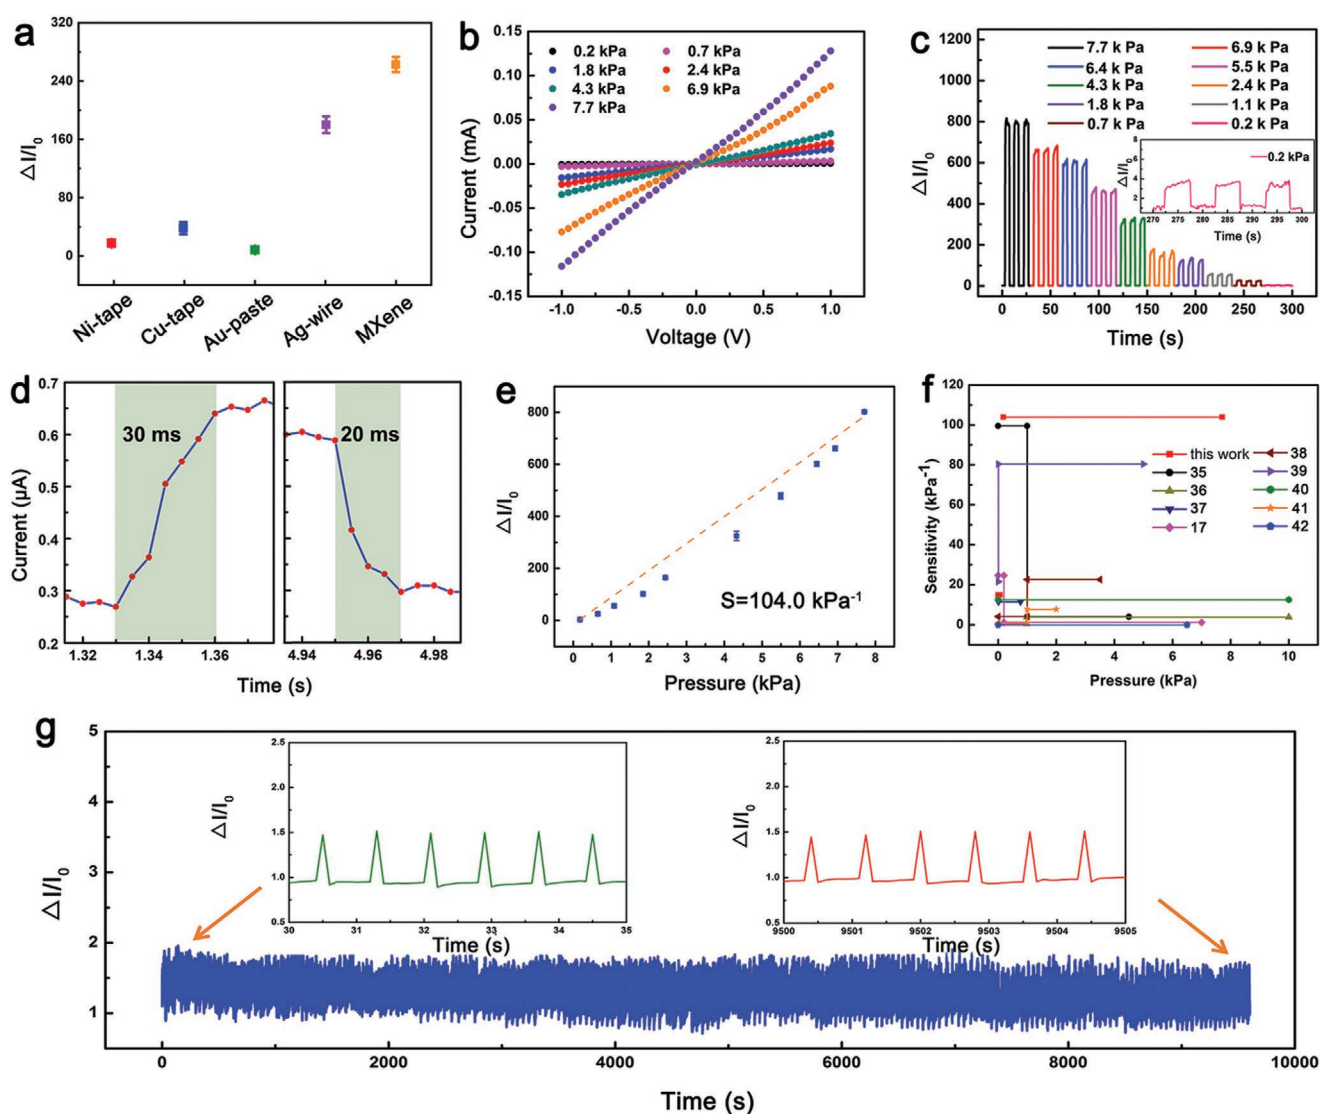 a
320
240
160
80
0
△I/I0
Ni-tape
Cu-tape
Au-paste
Ag-wire
MXene
b
0.15
0.10
0.05
0.00
-0.05
-0.10
-0.15
Current (mA)
0.2 kPa
0.7 kPa
1.8 kPa
2.4 kPa
4.3 kPa
6.9 kPa
7.7 kPa
-1.0 -0.5 0.0 0.5 1.0
Voltage (V)
c
1200
1000
800
600
400
200
0
△I/I0
7.7 k Pa
6.9 k Pa
6.4 k Pa
5.5 k Pa
4.3 k Pa
2.4 k Pa
1.8 k Pa
1.1 k Pa
0.7 k Pa
0.2 k Pa
8
6
4
2
△I/I0
0.2 kPa
270 275 280 285 290 295 300
Time (s)
0 50 100 150 200 250 300
Time (s)
d
0.7
0.6
0.5
0.4
0.3
0.2
Current (μA)
30 ms
20 ms
1.32 1.34 1.36
4.94 4.96 4.98
Time (s)
e
800
600
400
200
0
△I/I0
S=104.0 kPa-1
0 1 2 3 4 5 6 7 8
Pressure (kPa)
f
120
100
80
60
40
20
0
Sensitivity (kPa-1)
this work
35
36
37
17
38
39
40
41
42
0 2 4 6 8 10
Pressure (kPa)
g
5
4
3
2
1
△I/I0
2.5
2.0
1.5
1.0
0.5
△I/I0
30 31 32 33 34 35
Time (s)
2.5
2.0
1.5
1.0
0.5
△I/I0
9500 9501 9502 9503 9504 9505
Time (s)
0 2000 4000 6000 8000 10000
Time (s)